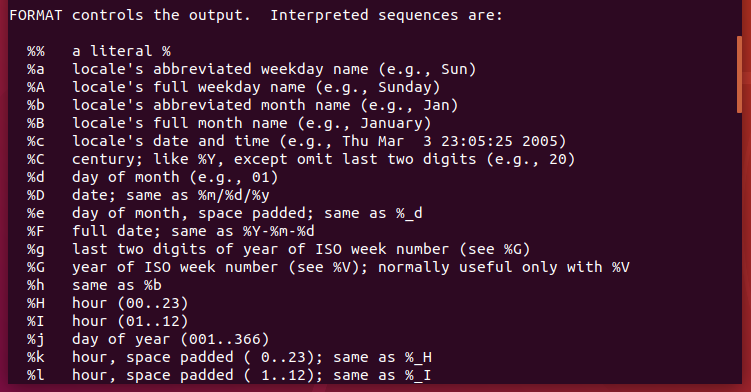 FORMAT controls the output.  Interpreted sequences are:
%%   a literal %
%a   locale's abbreviated weekday name (e.g., Sun)
%A   locale's full weekday name (e.g., Sunday)
%b   locale's abbreviated month name (e.g., Jan)
%B   locale's full month name (e.g., January)
%c   locale's date and time (e.g., Thu Mar  3 23:05:25 2005)
%C   century; like %Y, except omit last two digits (e.g., 20)
%d   day of month (e.g., 01)
%D   date; same as %m/%d/%y
%e   day of month, space padded; same as %_d
%F   full date; same as %Y-%m-%d
%g   last two digits of year of ISO week number (see %G)
%G   year of ISO week number (see %V); normally useful only with %V
%h   same as %b
%H   hour (00..23)
%I   hour (01..12)
%j   day of year (001..366)
%k   hour, space padded ( 0..23); same as %_H
%l   hour, space padded ( 1..12); same as %_I